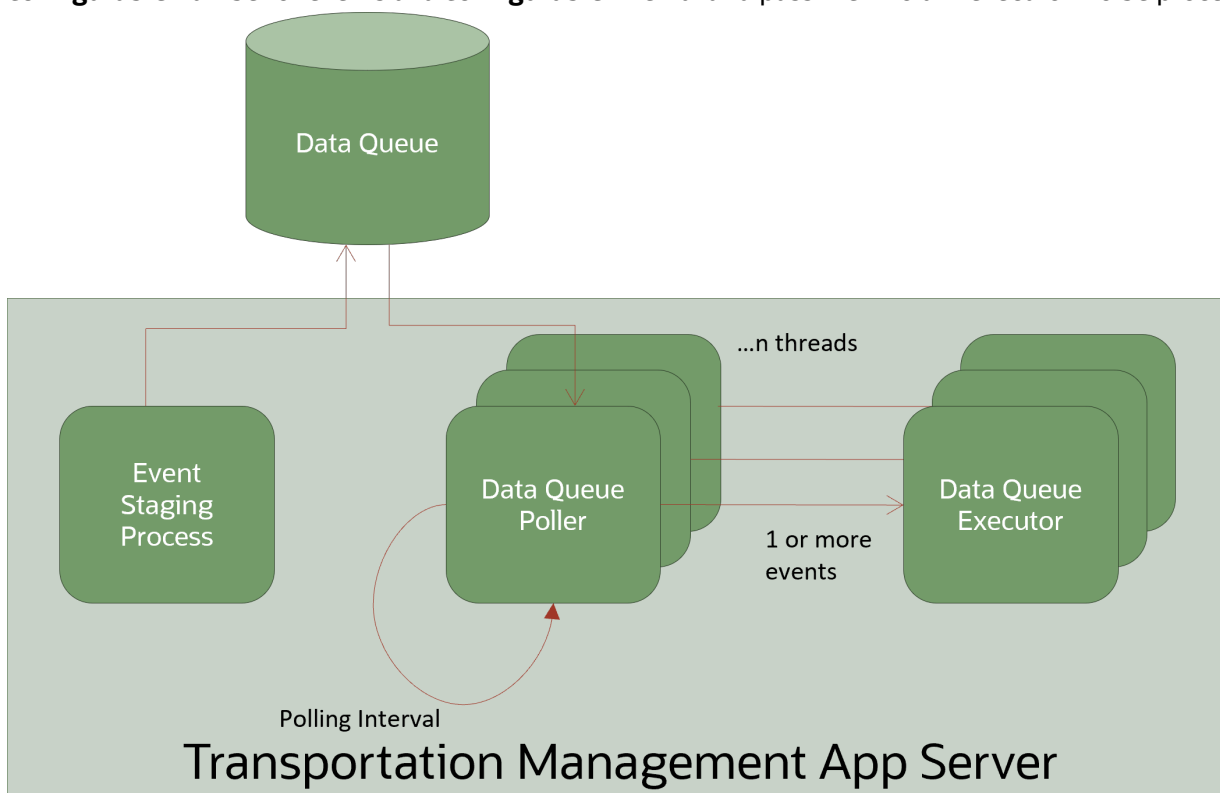 Data Queue
...n threads
Event
Staging
Process
Data Queue
Poller
Data Queue
Executor
1 or more
events
Polling Interval
Transportation Management App Server